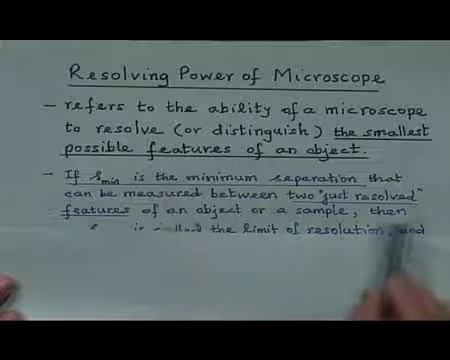 Resolving Power of Microscope
- refers to the ability of a microscope
to resolve (or distinguish) the smallest
possible features of an object.
- If smin is the minimum separation that
can be measured between two "just resolved"
features of an object or a sample, then
is called the limit of resolution, and